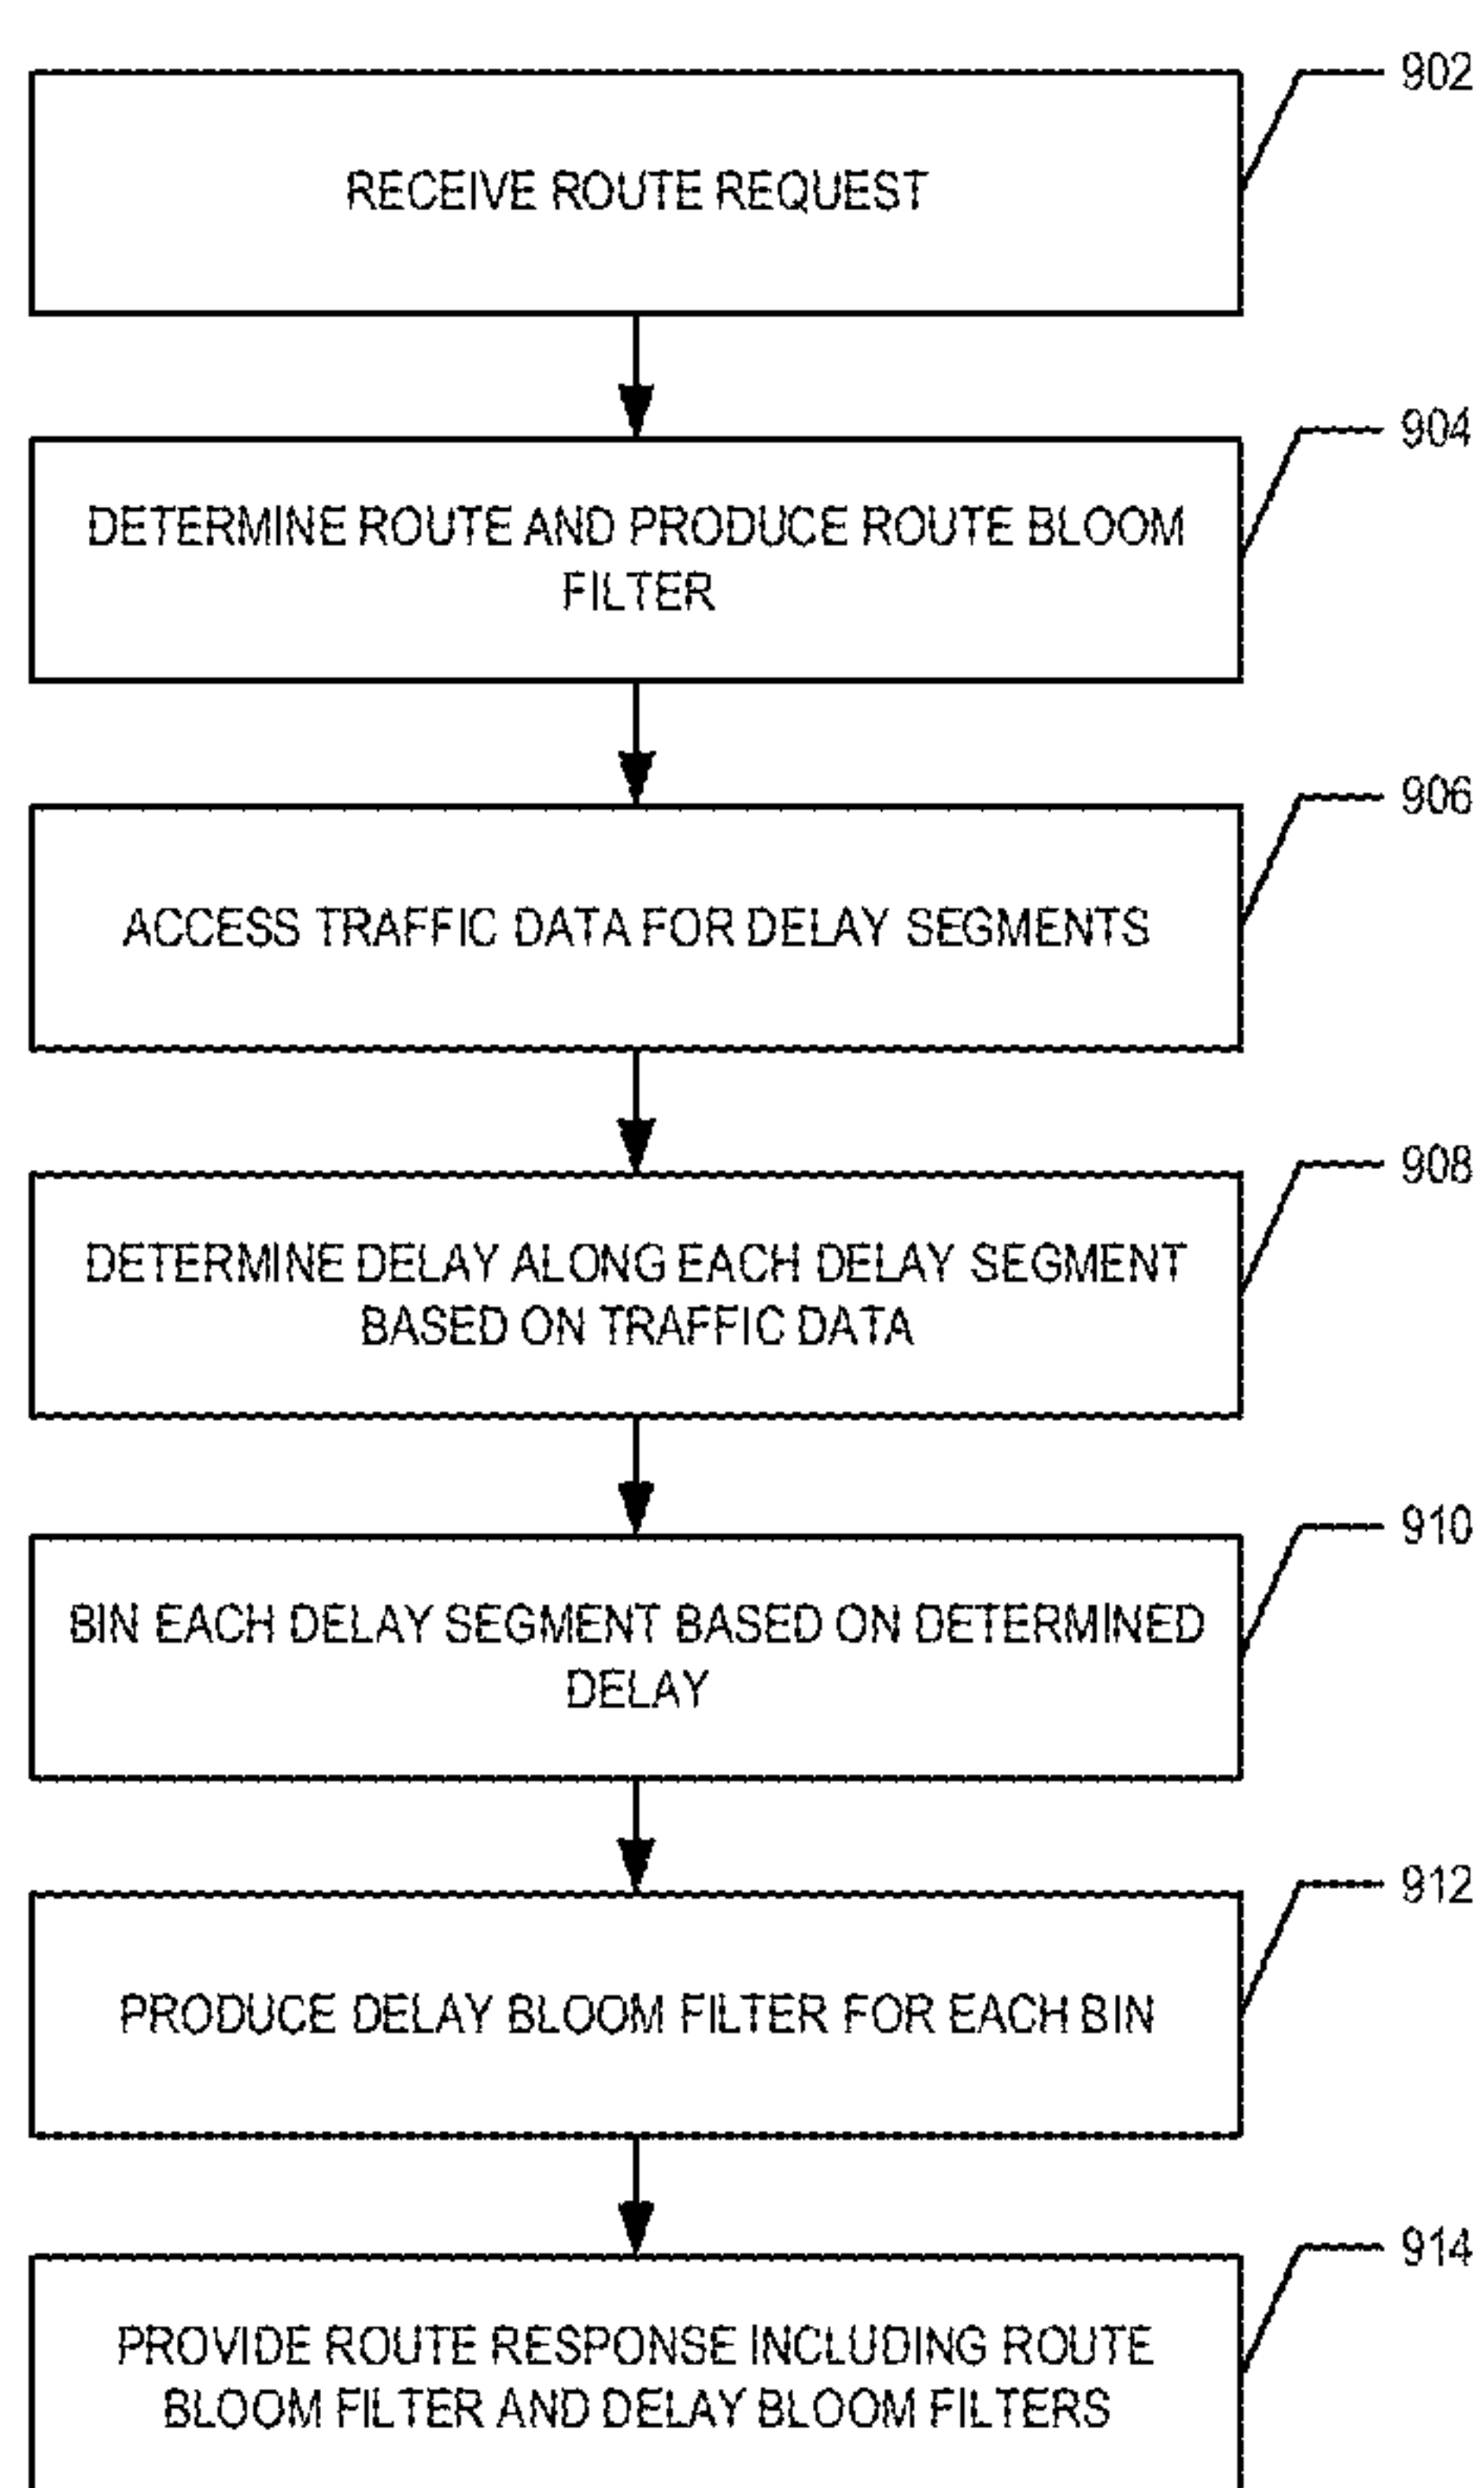 902
RECEIVE ROUTE REQUEST
904
DETERMINE ROUTE AND PRODUCE ROUTE BLOOM
FILTER
906
ACCESS TRAFFIC DATA FOR DELAY SEGMENTS
908
DETERMINE DELAY ALONG EACH DELAY SEGMENT
BASED ON TRAFFIC DATA
910
BIN EACH DELAY SEGMENT BASED ON DETERMINED
DELAY
912
PRODUCE DELAY BLOOM FILTER FOR EACH BIN
914
PROVIDE ROUTE RESPONSE INCLUDING ROUTE
BLOOM FILTER AND DELAY BLOOM FILTERS